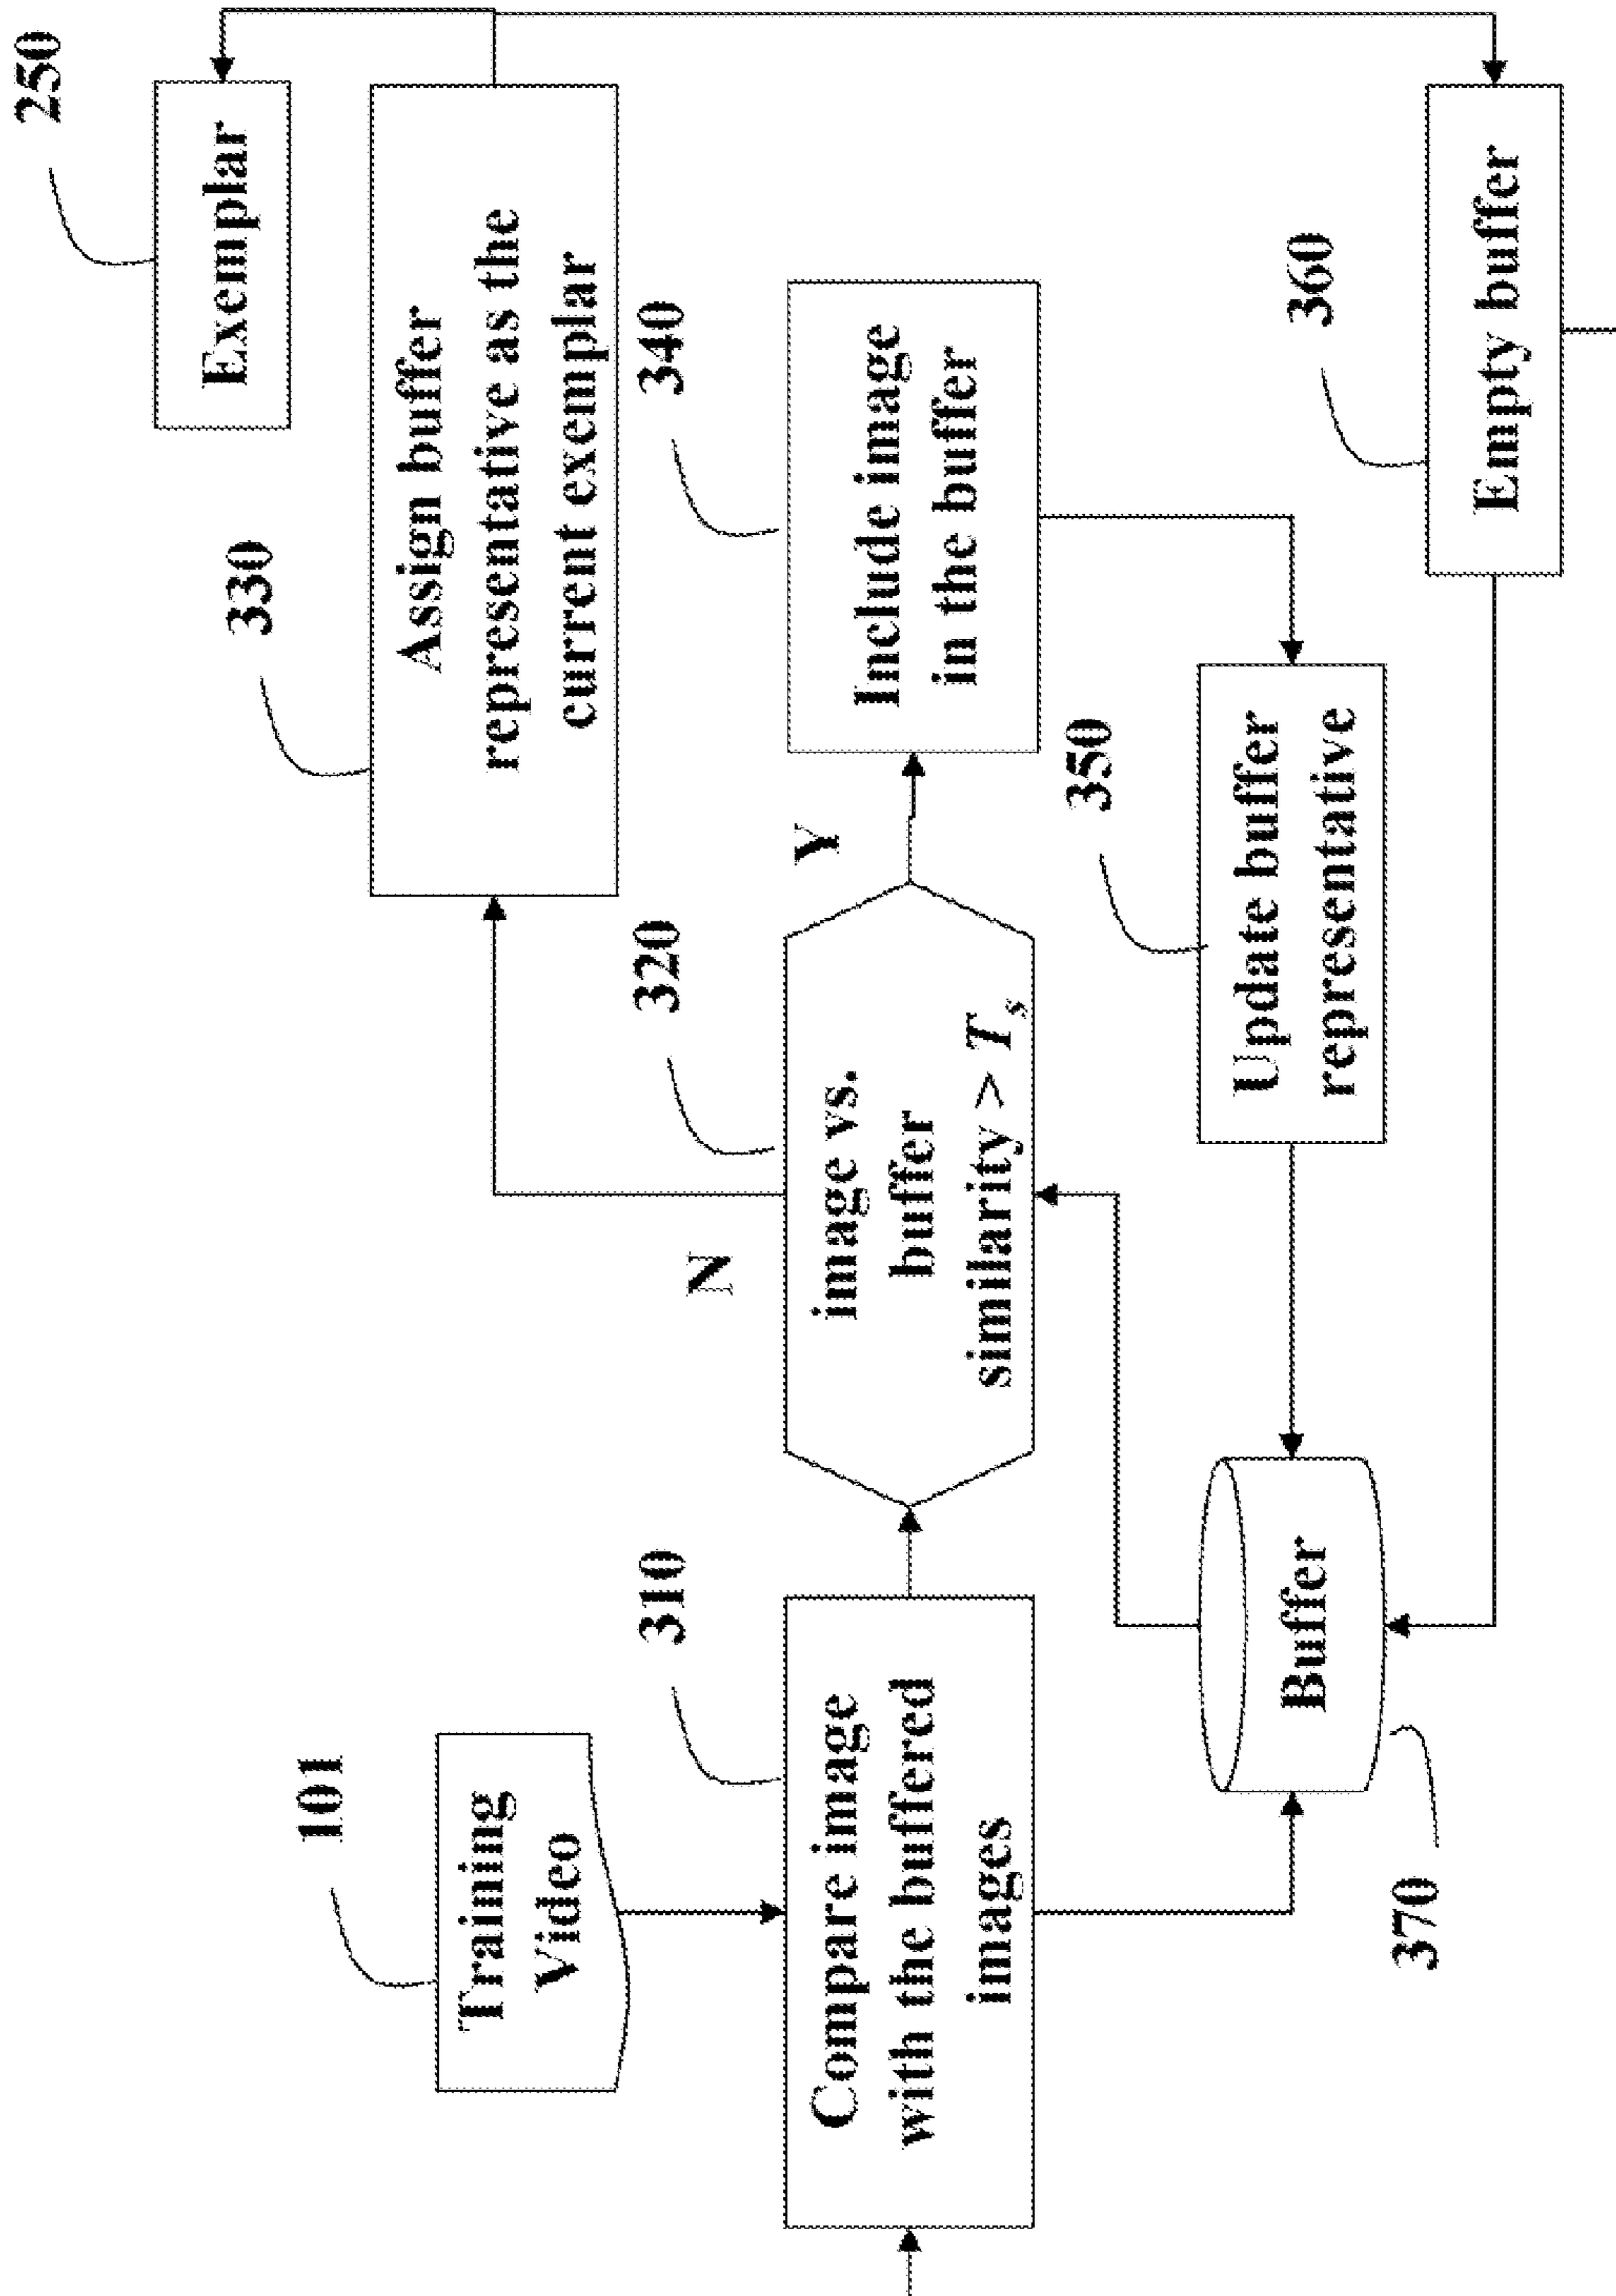 250
Exemplar
330
Assign buffer
representative as the
current exemplar
101
Training
Video
310
Compare image
with the buffered
images
320
N
image vs.
buffer
similarity > Tₛ
Y
340
Include image
in the buffer
350
Update buffer
representative
370
Buffer
360
Empty buffer